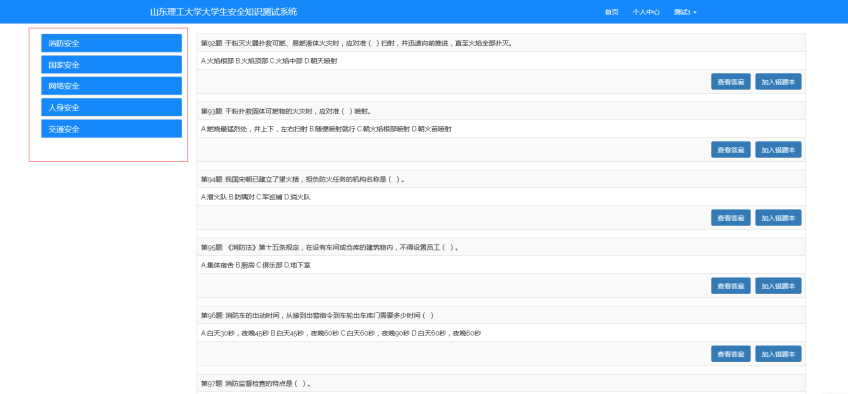 山东理工大学大学生安全知识测试系统
首页 个人中心 测试1
消防安全
国家安全
网络安全
人身安全
交通安全
第92题 干粉灭火器扑救可燃、易燃液体火灾时，应对准（ ）扫射，并迅速向前推进，直至火焰全部扑灭。
A.火焰根部 B.火焰顶部 C.火焰中部 D.朝天喷射
查看答案 加入错题本
第93题 干粉扑救固体可燃物的火灾时，应对准（ ）喷射。
A.燃烧最猛烈处，并上下，左右扫射 B.随便喷射就行 C.朝火焰根部喷射 D.朝火苗喷射
查看答案 加入错题本
第94题 我国宋朝已建立了望火楼，担负防火任务的机构名称是（ ）。
A.潜火队 B.防隅对 C.军巡铺 D.消火队
查看答案 加入错题本
第95题 《消防法》第十五条规定，在设有车间或仓库的建筑物内，不得设置员工（ ）。
A.集体宿舍 B.厨房 C.俱乐部 D.地下室
查看答案 加入错题本
第96题 消防车的出动时间，从接到出警指令到车轮出车库门需要多少时间（ ）
A.白天30秒，夜晚45秒 B.白天45秒，夜晚60秒 C.白天60秒，夜晚90秒 D.白天60秒，夜晚60秒
查看答案 加入错题本
第97题 消防监督检查的特点是（ ）。